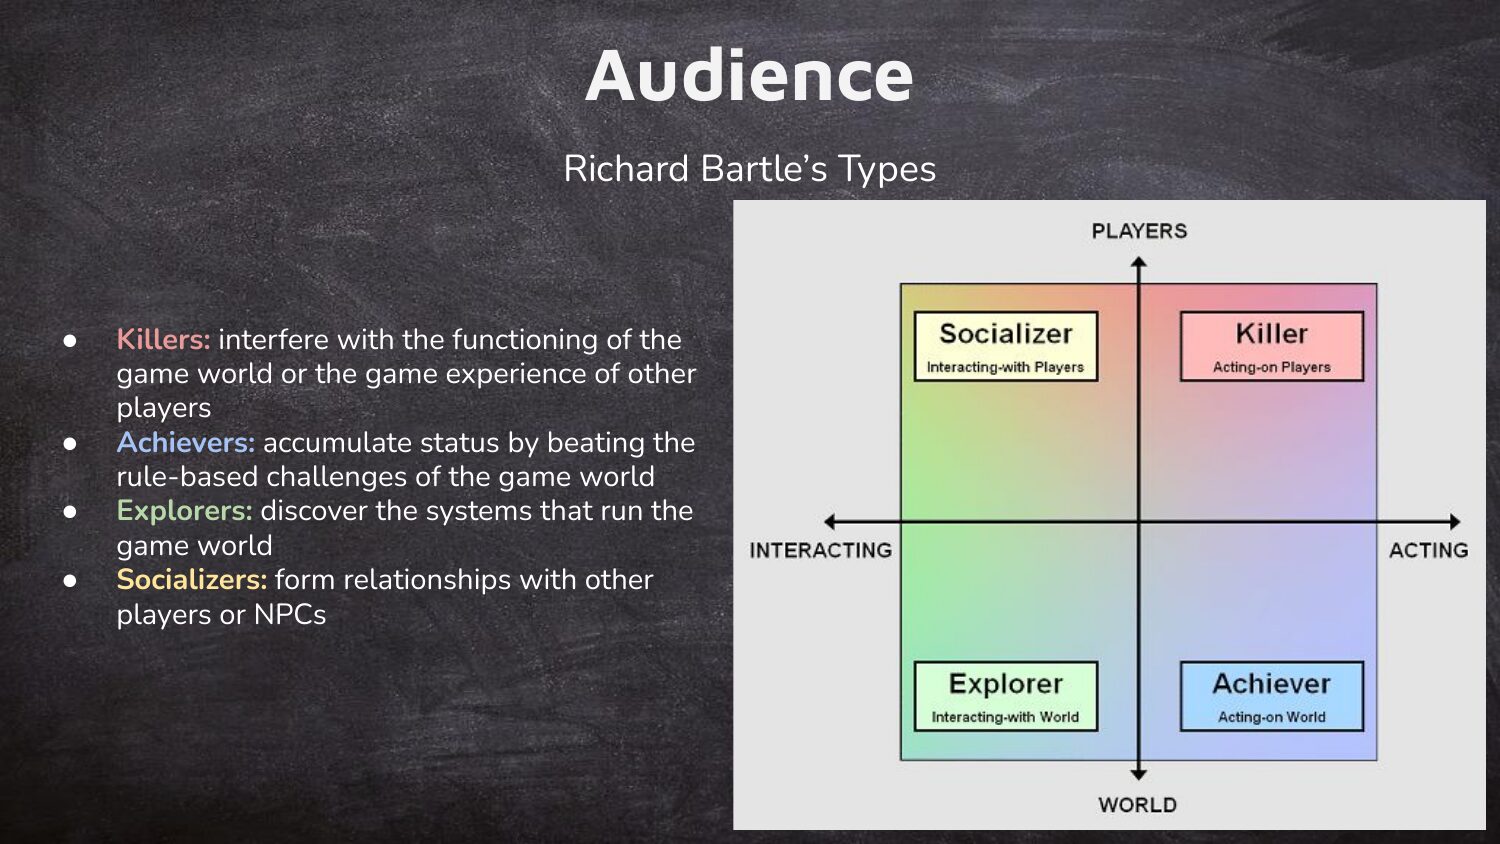 Audience
Richard Bartle’s Types
● Killers: interfere with the functioning of the
game world or the game experience of other
players
● Achievers: accumulate status by beating the
rule-based challenges of the game world
● Explorers: discover the systems that run the
game world
● Socializers: form relationships with other
players or NPCs
PLAYERS
Socializer
Interacting-with Players
Killer
Acting-on Players
INTERACTING
ACTING
Explorer
Interacting-with World
Achiever
Acting-on World
WORLD